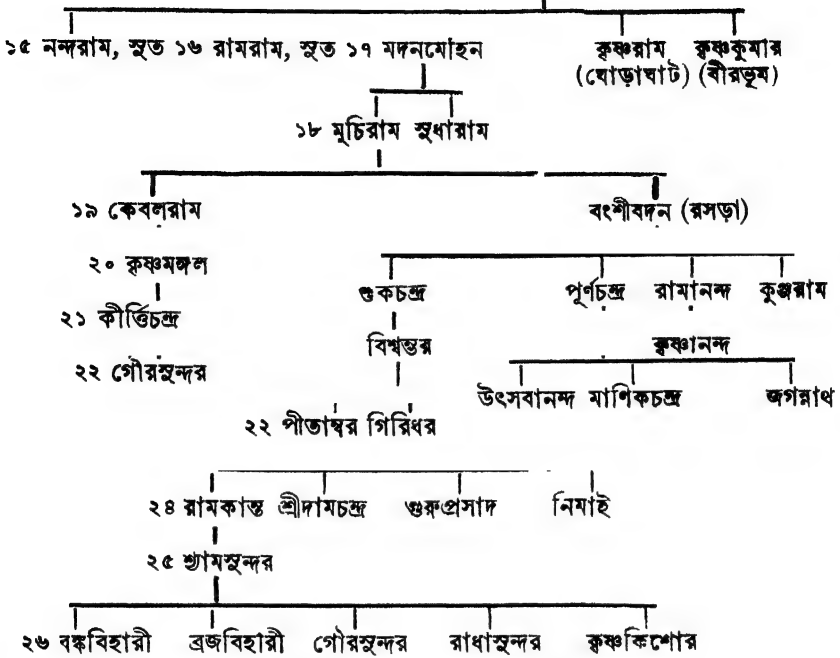 ১৫ নন্দরাম, সুত ১৬ রামরাম, সুত ১৭ মদনমোহন কৃষ্ণরাম কৃষ্ণকুমার
(ঘোড়াঘাট) (বীরভূম)
১৮ মুচিরাম সুধারাম
১৯ কেবলরাম বংশীবদন (রসড়া)
২০ কৃষ্ণমঙ্গল
শুকচন্দ্র পূর্ণচন্দ্র রামানন্দ কুঞ্জরাম
২১ কীর্ত্তিচন্দ্র
বিশ্বম্ভর কৃষ্ণানন্দ
২২ গৌরসুন্দর
উৎসবানন্দ মাণিকচন্দ্র জগন্নাথ
২২ পীতাম্বর গিরিধর
২৪ রামকান্ত শ্রীদামচন্দ্র গুরুপ্রসাদ নিমাই
২৫ শ্যামসুন্দর
২৬ বঙ্কবিহারী ব্রজবিহারী গৌরসুন্দর রাধাসুন্দর কৃষ্ণকিশোর